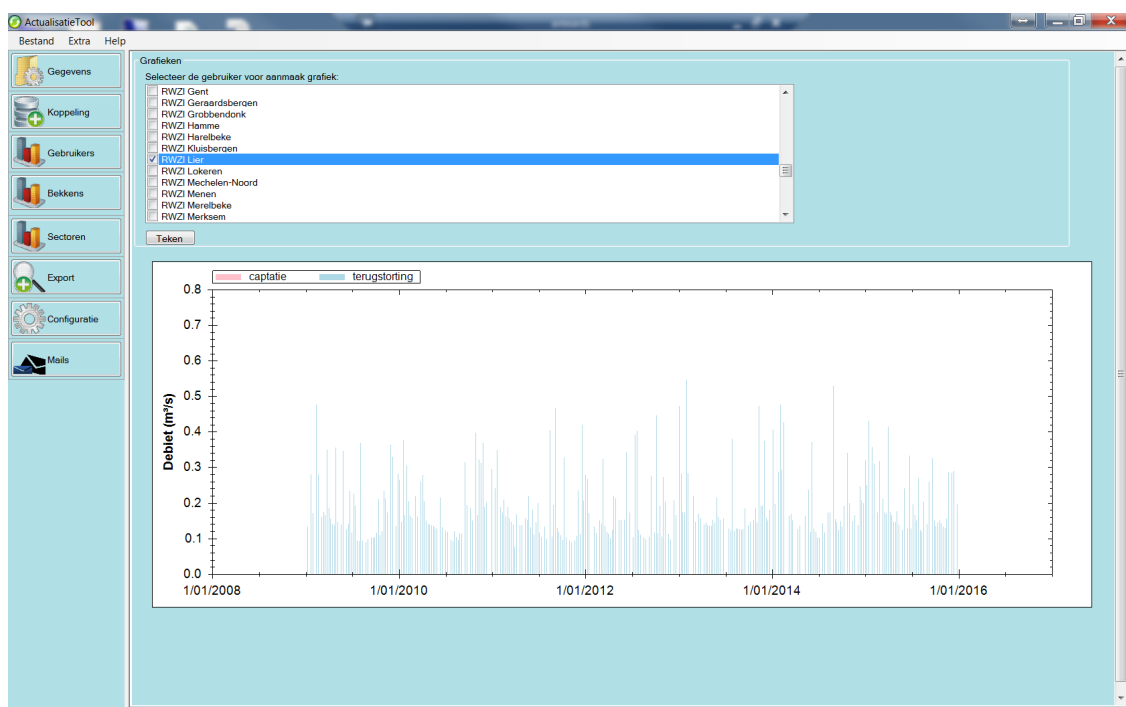 ActualisatieTool
Bestand Extra Help
Gegevens
Koppeling
Gebruikers
Bekkens
Sectoren
Export
Configuratie
Mails
Grafieken
Selecteer de gebruiker voor aanmaak grafiek:
RWZI Gent
RWZI Geraardsbergen
RWZI Grobbendonk
RWZI Hamme
RWZI Harelbeke
RWZI Kluisbergen
RWZI Lier
RWZI Lokeren
RWZI Mechelen-Noord
RWZI Menen
RWZI Merelbeke
RWZI Merksem
Teken
captatie terugstorting
Debiet (m³/s)
0.8
0.7
0.6
0.5
0.4
0.3
0.2
0.1
0.0
1/01/2008 1/01/2010 1/01/2012 1/01/2014 1/01/2016